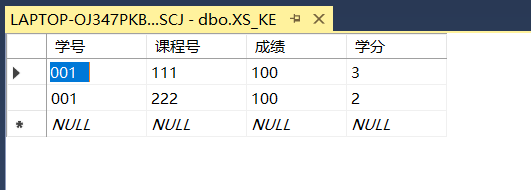 LAPTOP-OJ347PKB...SCJ - dbo.XS_KE
学号 课程号 成绩 学分
001 111 100 3
001 222 100 2
NULL NULL NULL NULL